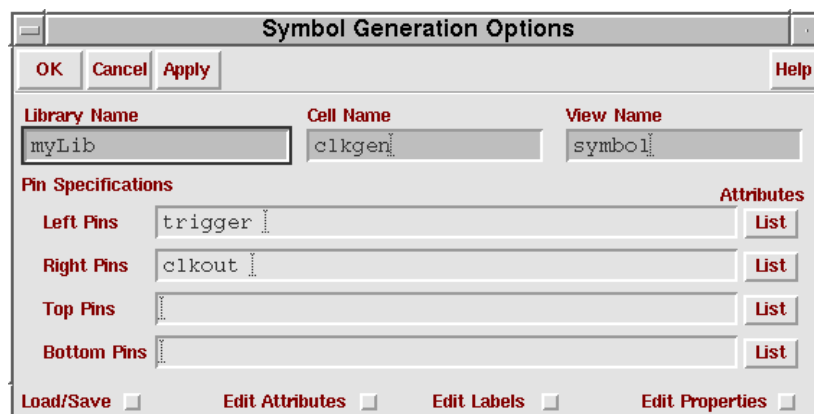 Symbol Generation Options
OK Cancel Apply Help
Library Name Cell Name View Name
myLib clkgen symbol
Pin Specifications
Attributes
Left Pins trigger List
Right Pins clkout List
Top Pins List
Bottom Pins List
Load/Save Edit Attributes Edit Labels Edit Properties